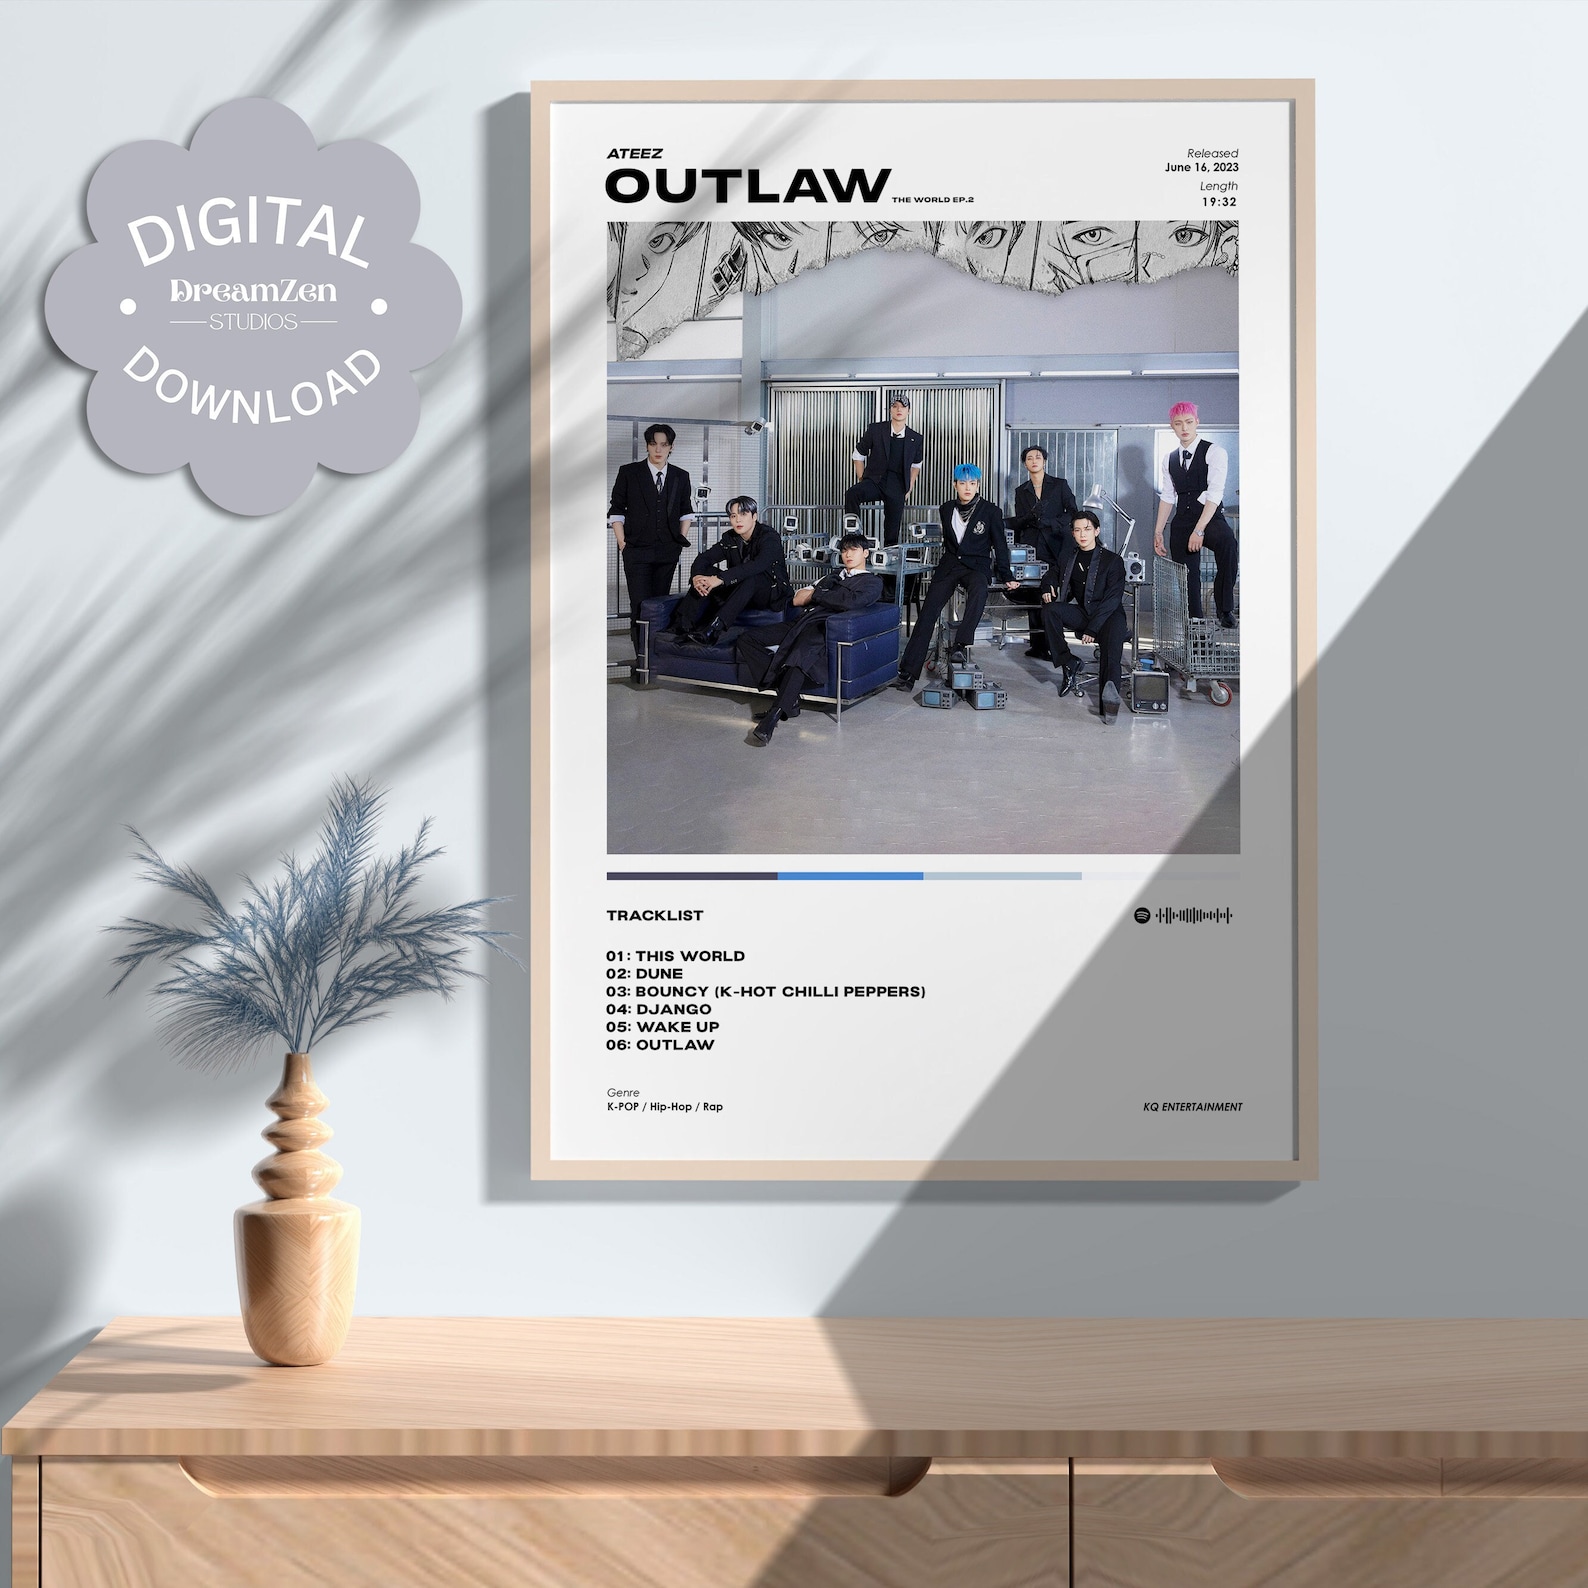 DIGITAL
DreamZen
STUDIOS
DOWNLOAD
ATEEZ
OUTLAW THE WORLD EP.2
Released
June 16, 2023
Length
19:32
TRACKLIST
01: THIS WORLD
02: DUNE
03: BOUNCY (K-HOT CHILLI PEPPERS)
04: DJANGO
05: WAKE UP
06: OUTLAW
Genre
K-POP / Hip-Hop / Rap
KQ ENTERTAINMENT